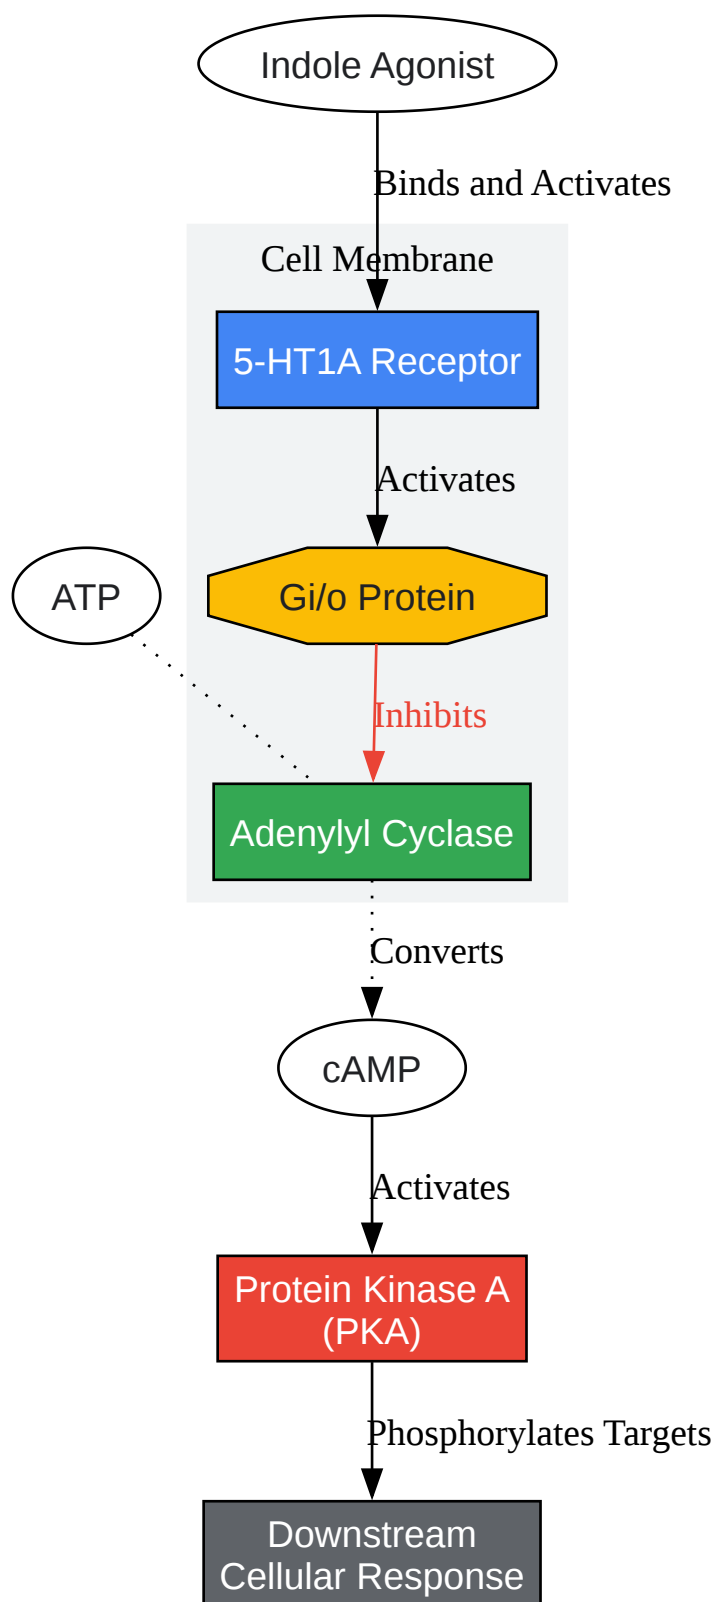 Indole Agonist
Binds and Activates
Cell Membrane
5-HT1A Receptor
Activates
ATP
Gi/o Protein
Inhibits
Adenylyl Cyclase
Converts
cAMP
Activates
Protein Kinase A
(PKA)
Phosphorylates Targets
Downstream
Cellular Response